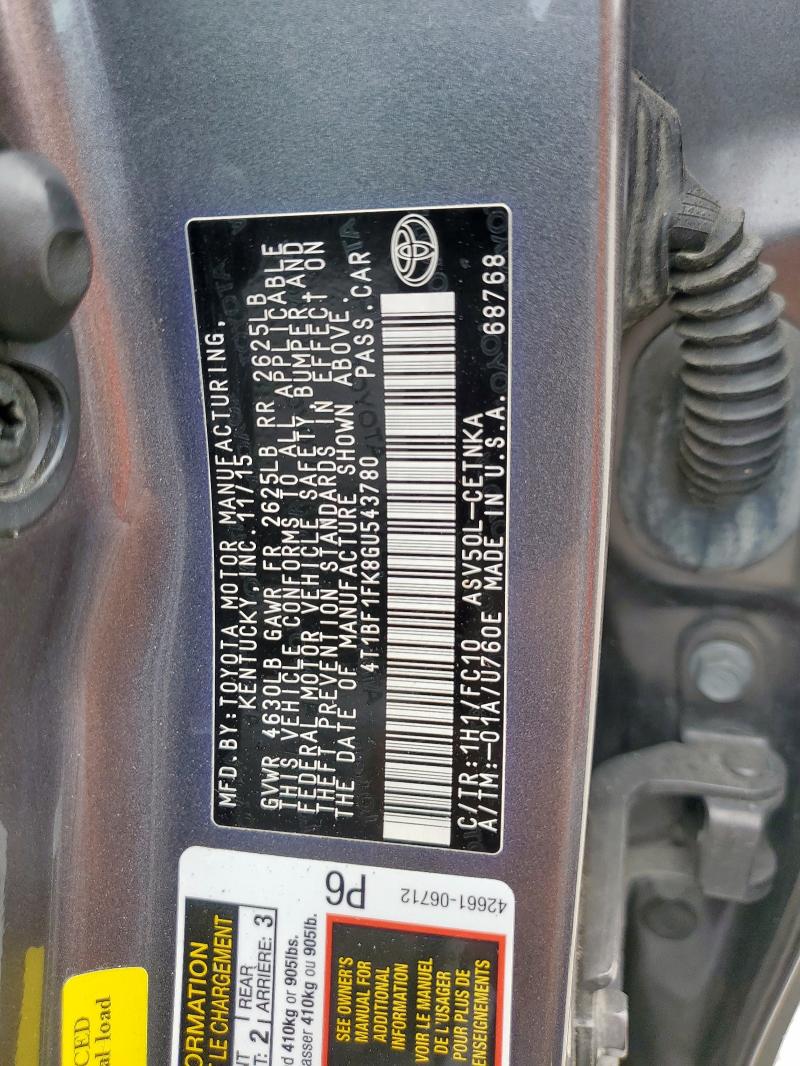 MFD.BY:TOYOTA MOTOR MANUFACTURING,
KENTUCKY,INC. 11/15
GVWR 4630LB GAWR FR 2625LB RR 2625LB
THIS VEHICLE CONFORMS TO ALL APPLICABLE
FEDERAL MOTOR VEHICLE SAFETY,BUMPER,AND
THEFT PREVENTION STANDARDS IN EFFECT ON
THE DATE OF MANUFACTURE SHOWN ABOVE.
4T1BF1FK8GU543780 PASS.CAR
C/TR:1H1/FC10 ASV50L-CETNKA
A/TM:-01A/U760E MADE IN U.S.A. 68768
P6
42661-06712
ORMATION
T LE CHARGEMENT
2 REAR
ARRIÈRE: 3
d 410kg or 905lbs.
asser 410kg ou 905lb.
SEE OWNER'S
MANUAL FOR
ADDITIONAL
INFORMATION
VOIR LE MANUEL
DE L'USAGER
POUR PLUS DE
ENSEIGNEMENTS
CED
al load